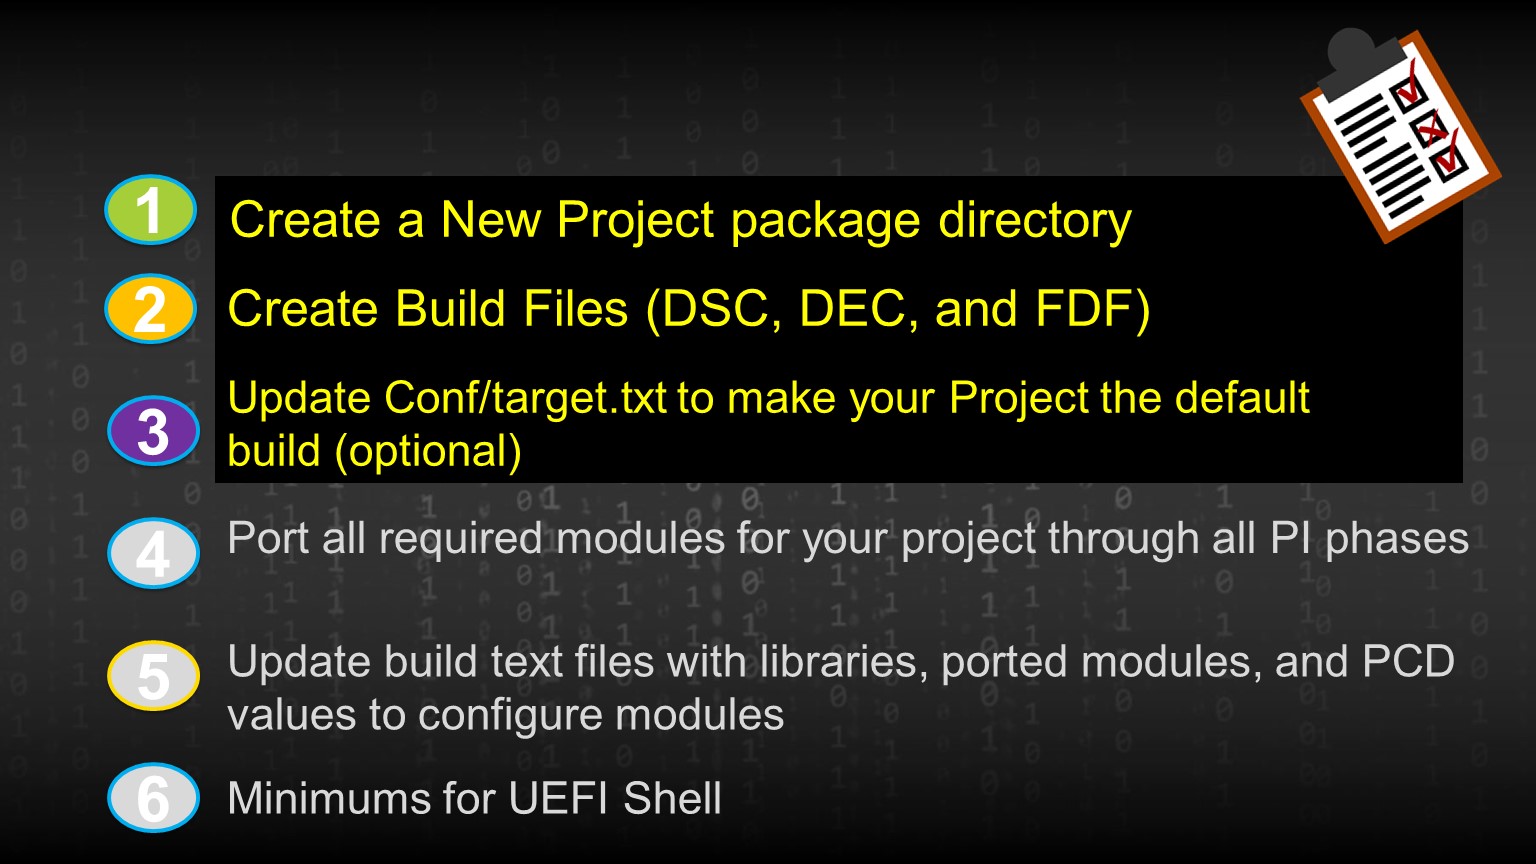 1 Create a New Project package directory
2 Create Build Files (DSC, DEC, and FDF)
3 Update Conf/target.txt to make your Project the default
build (optional)
4 Port all required modules for your project through all PI phases
5 Update build text files with libraries, ported modules, and PCD
values to configure modules
6 Minimums for UEFI Shell